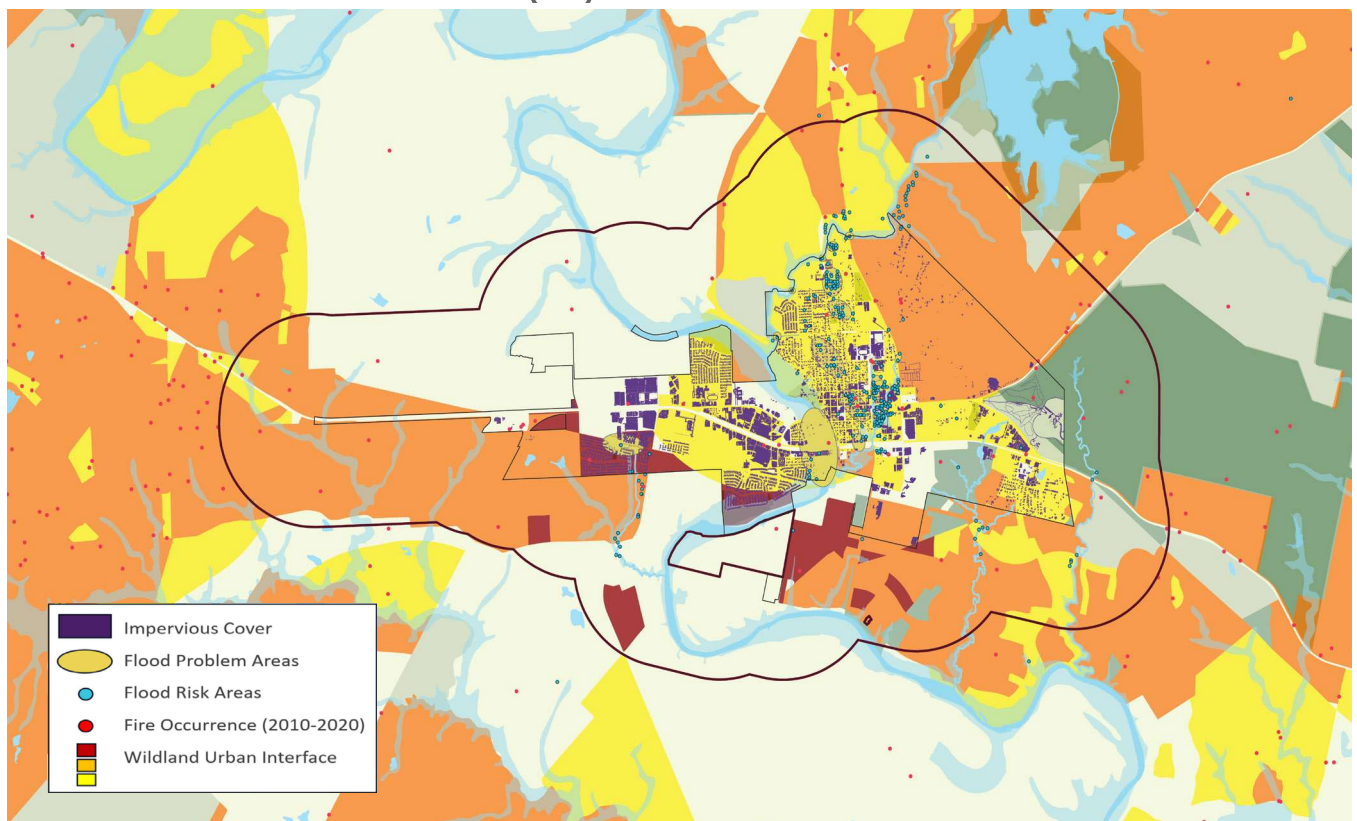 Impervious Cover
Flood Problem Areas
Flood Risk Areas
Fire Occurrence (2010-2020)
Wildland Urban Interface